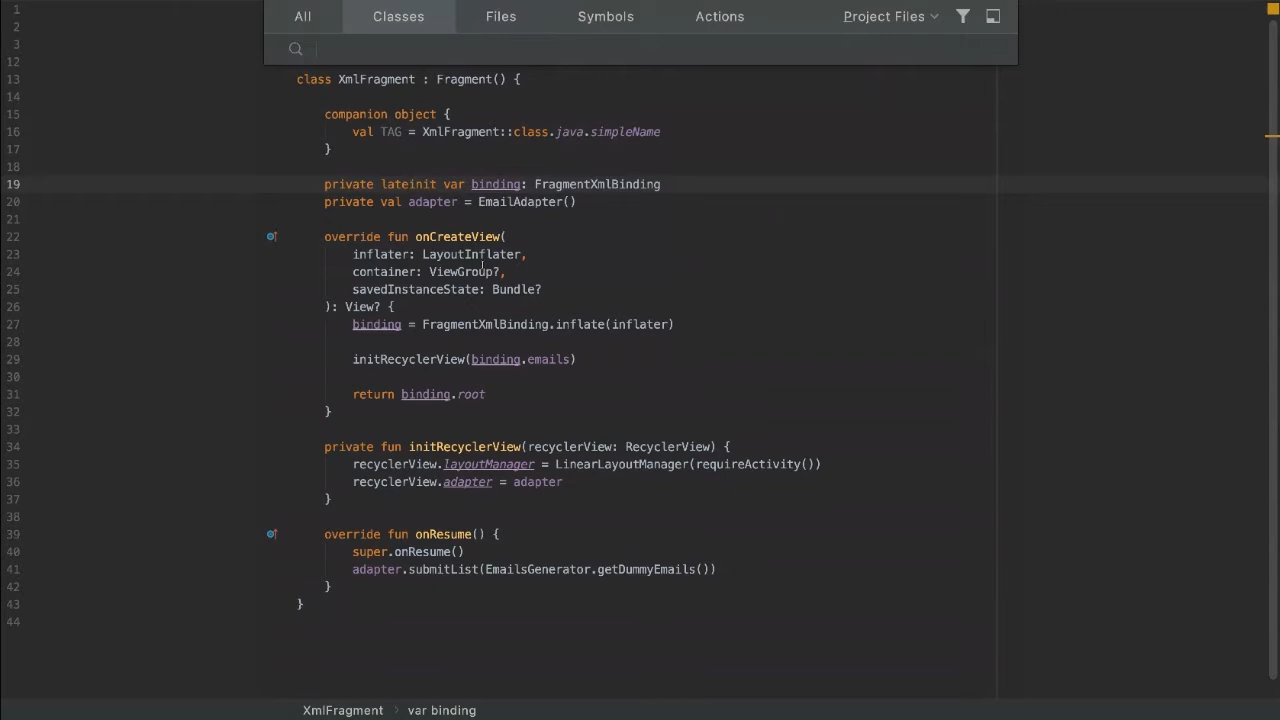 All Classes Files Symbols Actions Project Files
1
2
3
12
13 class XmlFragment : Fragment() {
14
15 companion object {
16 val TAG = XmlFragment::class.java.simpleName
17 }
18
19 private lateinit var binding: FragmentXmlBinding
20 private val adapter = EmailAdapter()
21
22 override fun onCreateView(
23 inflater: LayoutInflater,
24 container: ViewGroup?,
25 savedInstanceState: Bundle?
26 ): View? {
27 binding = FragmentXmlBinding.inflate(inflater)
28
29 initRecyclerView(binding.emails)
30
31 return binding.root
32 }
33
34 private fun initRecyclerView(recyclerView: RecyclerView) {
35 recyclerView.layoutManager = LinearLayoutManager(requireActivity())
36 recyclerView.adapter = adapter
37 }
38
39 override fun onResume() {
40 super.onResume()
41 adapter.submitList(EmailsGenerator.getDummyEmails())
42 }
43 }
44
XmlFragment › var binding